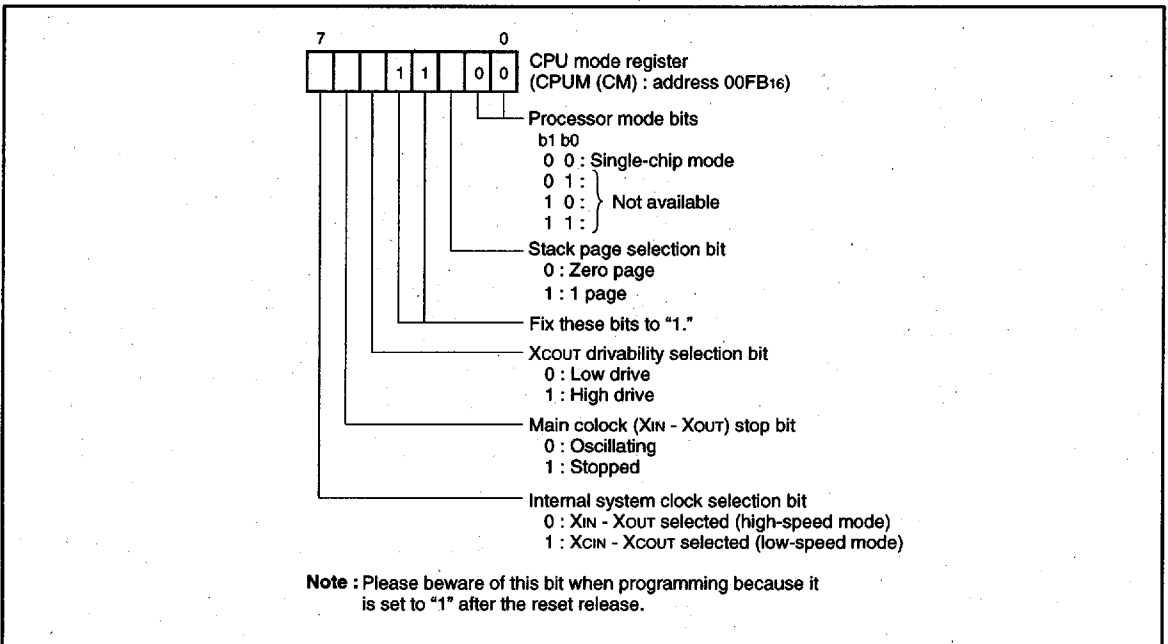 7 0
1 1 0 0
CPU mode register
(CPUM (CM) : address 00FB16)
Processor mode bits
b1 b0
0 0 : Single-chip mode
0 1 :
1 0 : Not available
1 1 :
Stack page selection bit
0 : Zero page
1 : 1 page
Fix these bits to “1.”
XCOUT drivability selection bit
0 : Low drive
1 : High drive
Main colock (XIN - XOUT) stop bit
0 : Oscillating
1 : Stopped
Internal system clock selection bit
0 : XIN - XOUT selected (high-speed mode)
1 : XCIN - XCOUT selected (low-speed mode)
Note : Please beware of this bit when programming because it
is set to “1” after the reset release.